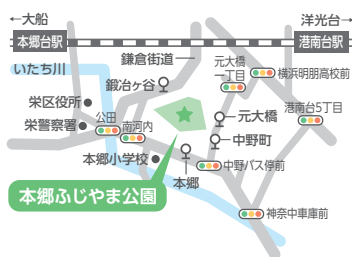 ←大船
洋光台→
本郷台駅
港南台駅
鎌倉街道
元大橋
一丁目
横浜明朋高校前
いたち川
鍛冶ヶ谷
栄区役所
港南台5丁目
元大橋
公田
栄警察署
南河内
中野町
本郷小学校
中野バス停前
本郷
本郷ふじやま公園
神奈中車庫前